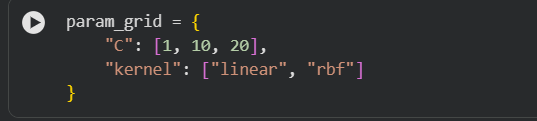 param_grid = {
    "C": [1, 10, 20],
    "kernel": ["linear", "rbf"]
}